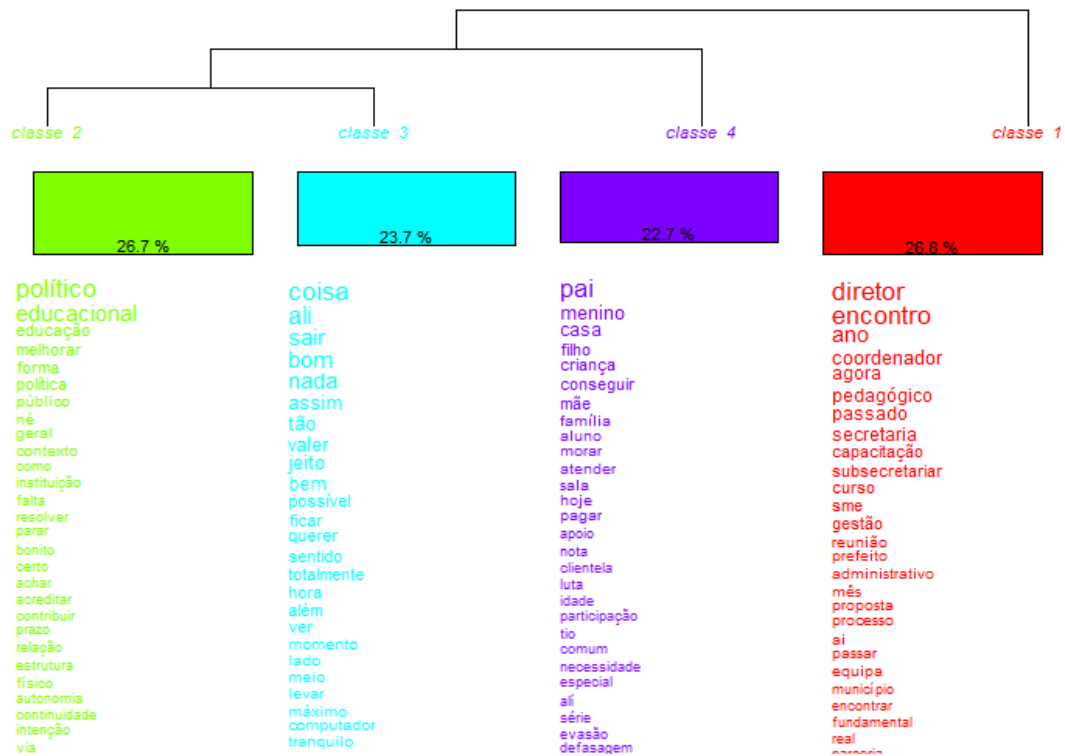 classe 2
classe 3
classe 4
classe 1
26.7 %
23.7 %
22.7 %
26.8 %
político
educacional
educação
melhorar
forma
política
público
né
geral
contexto
como
instituição
falta
resolver
parar
bonito
certo
achar
acreditar
contribuir
prazo
relação
estrutura
físico
autonomia
continuidade
intenção
via
coisa
ali
sair
bom
nada
assim
tão
valer
jeito
bem
possível
ficar
querer
sentido
totalmente
hora
além
ver
momento
lado
meio
levar
máximo
computador
tranquilo
pai
menino
casa
filho
criança
conseguir
mãe
família
aluno
morar
atender
sala
hoje
pagar
apoio
nota
clientela
luta
idade
participação
tio
comum
necessidade
especial
alí
série
evasão
defasagem
diretor
encontro
ano
coordenador
agora
pedagógico
passado
secretaria
capacitação
subsecretariar
curso
sme
gestão
reunião
prefeito
administrativo
mês
proposta
processo
ai
passar
equipa
município
encontrar
fundamental
real